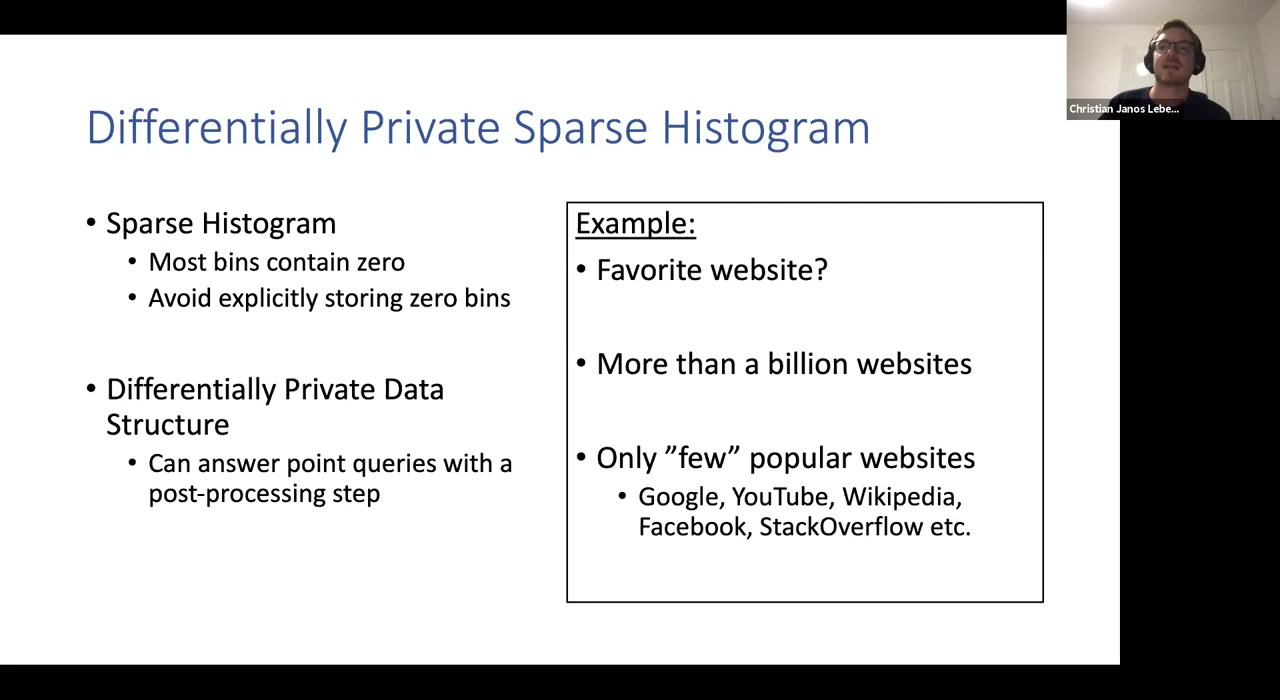 Christian Janos Lebe...
Differentially Private Sparse Histogram
• Sparse Histogram
• Most bins contain zero
• Avoid explicitly storing zero bins
• Differentially Private Data
Structure
• Can answer point queries with a
post-processing step
Example:
• Favorite website?
• More than a billion websites
• Only ”few” popular websites
• Google, YouTube, Wikipedia,
Facebook, StackOverflow etc.